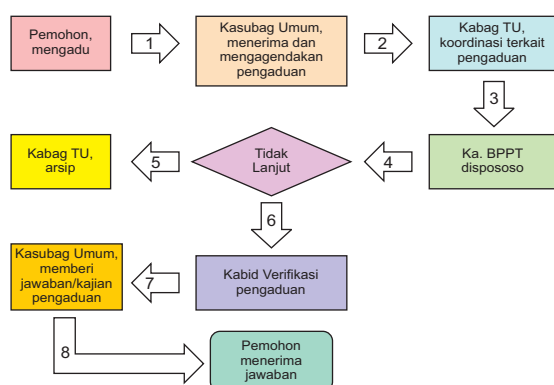 Pemohon,
mengadu
1
Kasubag Umum,
menerima dan
mengagendakan
pengaduan
2
Kabag TU,
koordinasi terkait
pengaduan
3
Kabag TU,
arsip
5
Tidak
Lanjut
4
Ka. BPPT
dispososo
6
Kasubag Umum,
memberi
jawaban/kajian
pengaduan
7
Kabid Verifikasi
pengaduan
8
Pemohon
menerima
jawaban